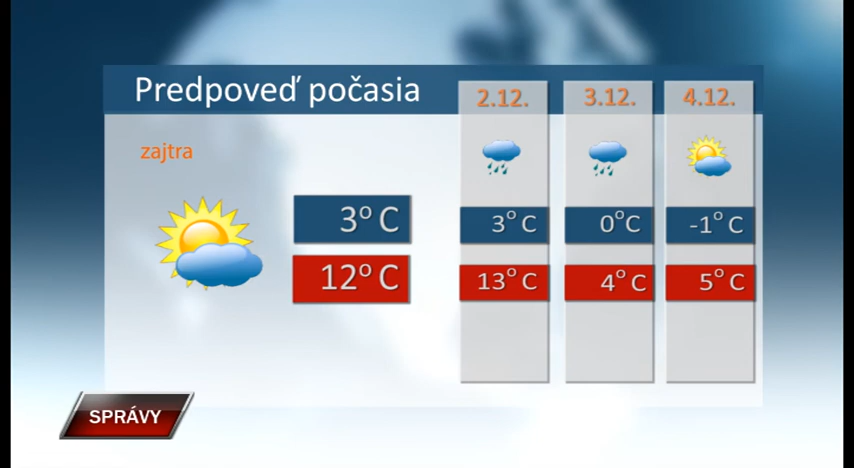 Predpoveď počasia
zajtra
3° C
12° C
2.12.
3° C
13° C
3.12.
0°C
4° C
4.12.
-1° C
5° C
SPRÁVY